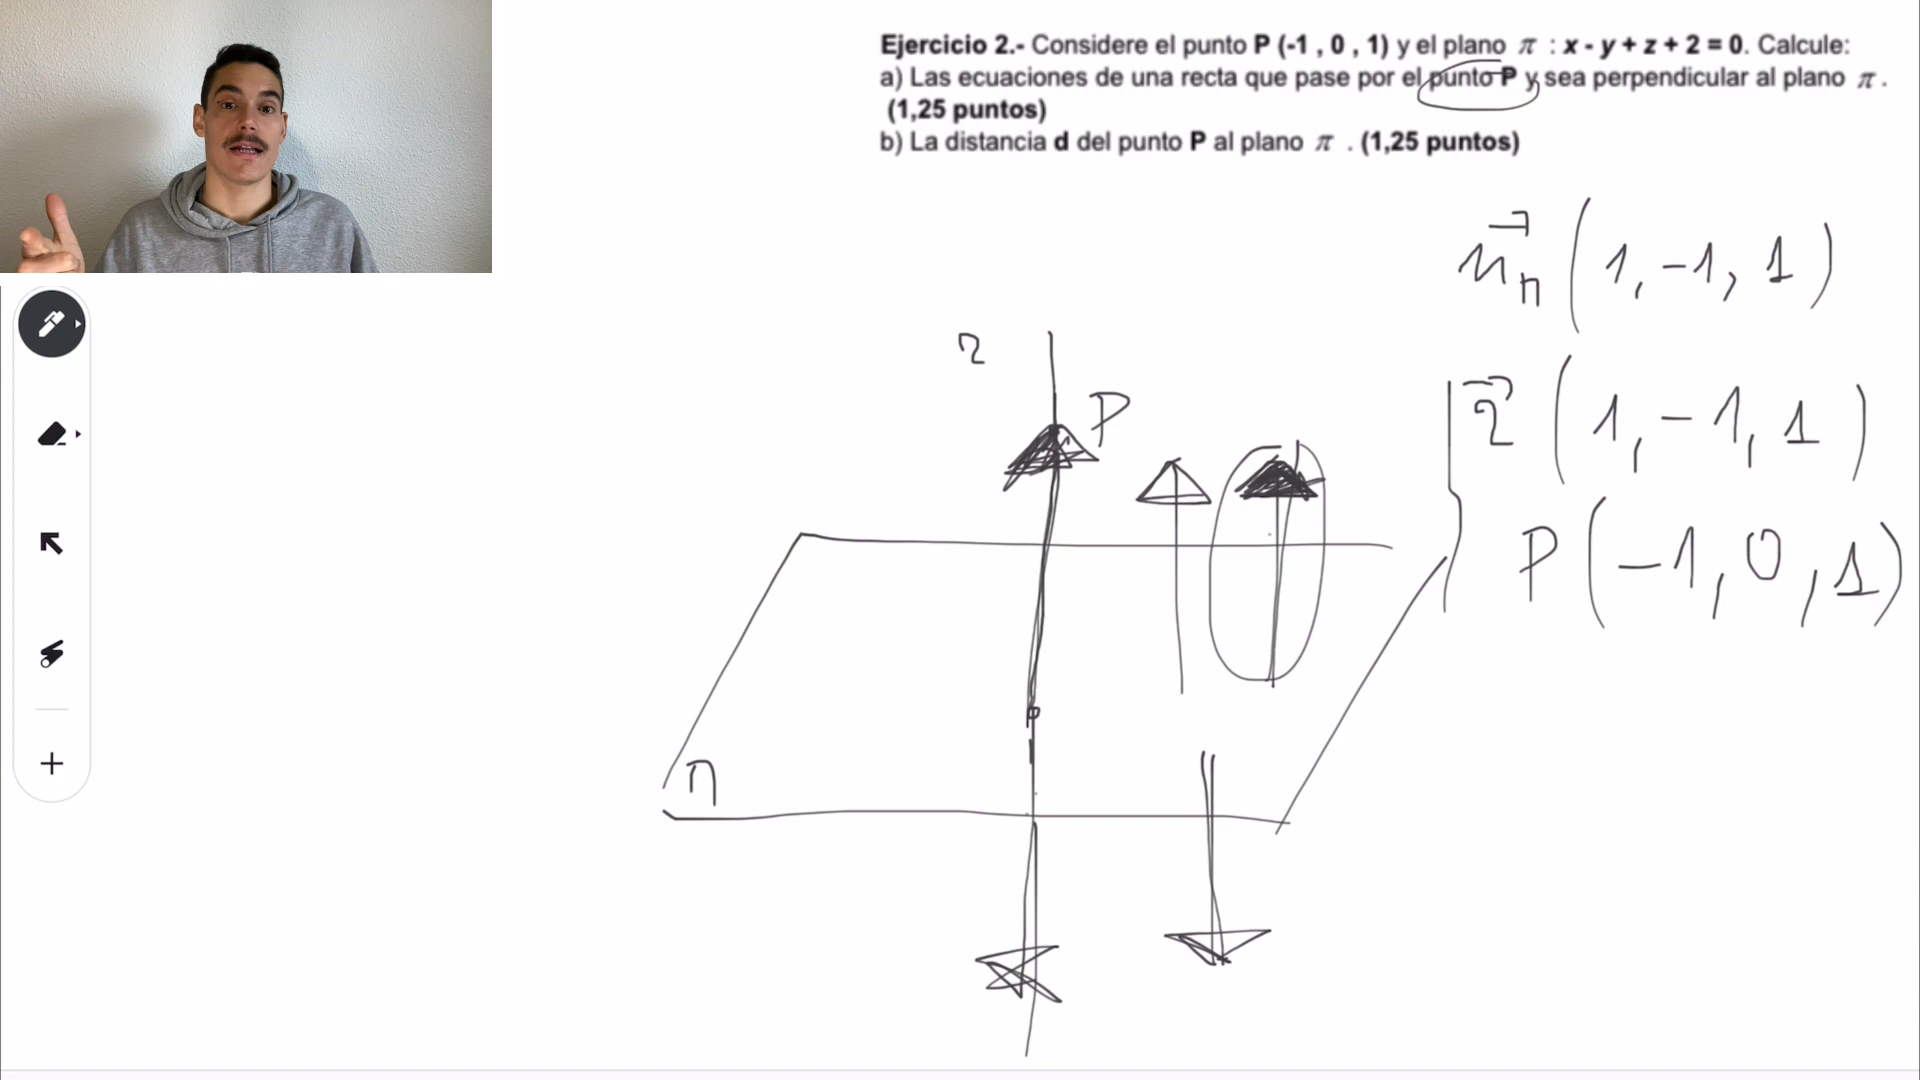 Ejercicio 2.- Considere el punto P (-1 , 0 , 1) y el plano π : x - y + z + 2 = 0. Calcule:
a) Las ecuaciones de una recta que pase por el punto P y sea perpendicular al plano π .
(1,25 puntos)
b) La distancia d del punto P al plano π . (1,25 puntos)
n⃗π (1, -1, 1)
r
P
r⃗ (1, -1, 1)
P (-1, 0, 1)
π